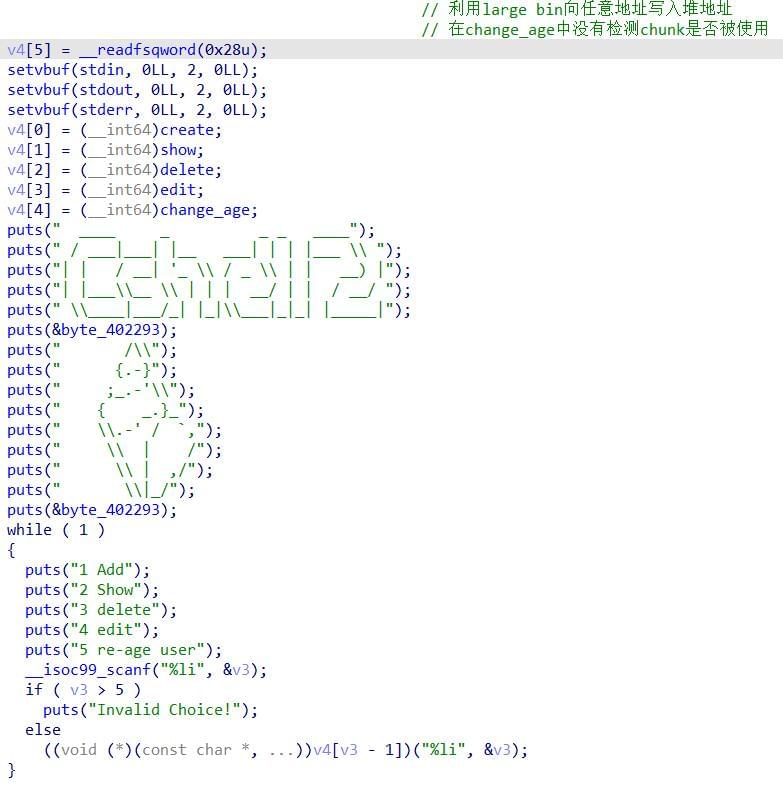 // 利用large bin向任意地址写入堆地址
// 在change_age中没有检测chunk是否被使用
v4[5] = __readfsqword(0x28u);
setvbuf(stdin, 0LL, 2, 0LL);
setvbuf(stdout, 0LL, 2, 0LL);
setvbuf(stderr, 0LL, 2, 0LL);
v4[0] = (__int64)create;
v4[1] = (__int64)show;
v4[2] = (__int64)delete;
v4[3] = (__int64)edit;
v4[4] = (__int64)change_age;
puts("  ____     _          _ _   ____");
puts(" / ___|___| |__   ___| | | |___ \\ ");
puts("| |   / __| '_ \\ / _ \\ | |   __) |");
puts("| |___\\__ \\ | | |  __/ | |  / __/ ");
puts(" \\____|___/_| |_|\\___|_|_| |_____|");
puts(&byte_402293);
puts("       /\\");
puts("      {.-}");
puts("     ;_.-'\\");
puts("    {    _.}_");
puts("    \\.-' /  `,");
puts("     \\  |    /");
puts("      \\ |  ,/");
puts("       \\|_/");
puts(&byte_402293);
while ( 1 )
{
  puts("1 Add");
  puts("2 Show");
  puts("3 delete");
  puts("4 edit");
  puts("5 re-age user");
  __isoc99_scanf("%li", &v3);
  if ( v3 > 5 )
    puts("Invalid Choice!");
  else
    ((void (*)(const char *, ...))v4[v3 - 1])("%li", &v3);
}